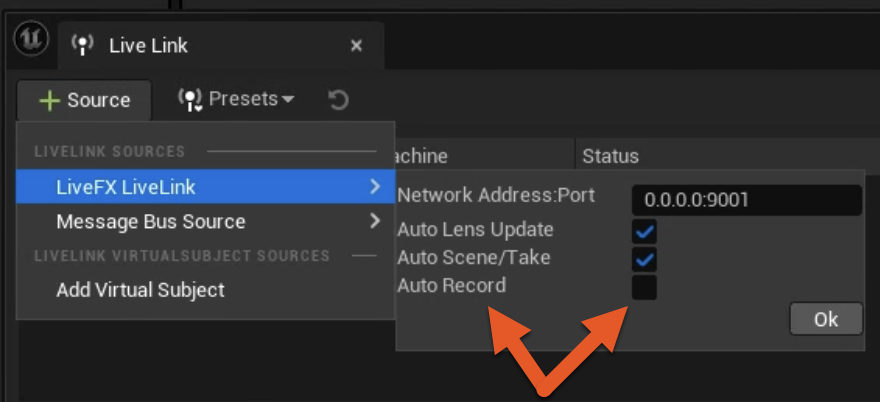 Live Link
Source
Presets
LIVELINK SOURCES
achine
Status
LiveFX LiveLink
Network Address:Port
0.0.0.0:9001
Message Bus Source
Auto Lens Update
LIVELINK VIRTUALSUBJECT SOURCES
Auto Scene/Take
Add Virtual Subject
Auto Record
Ok